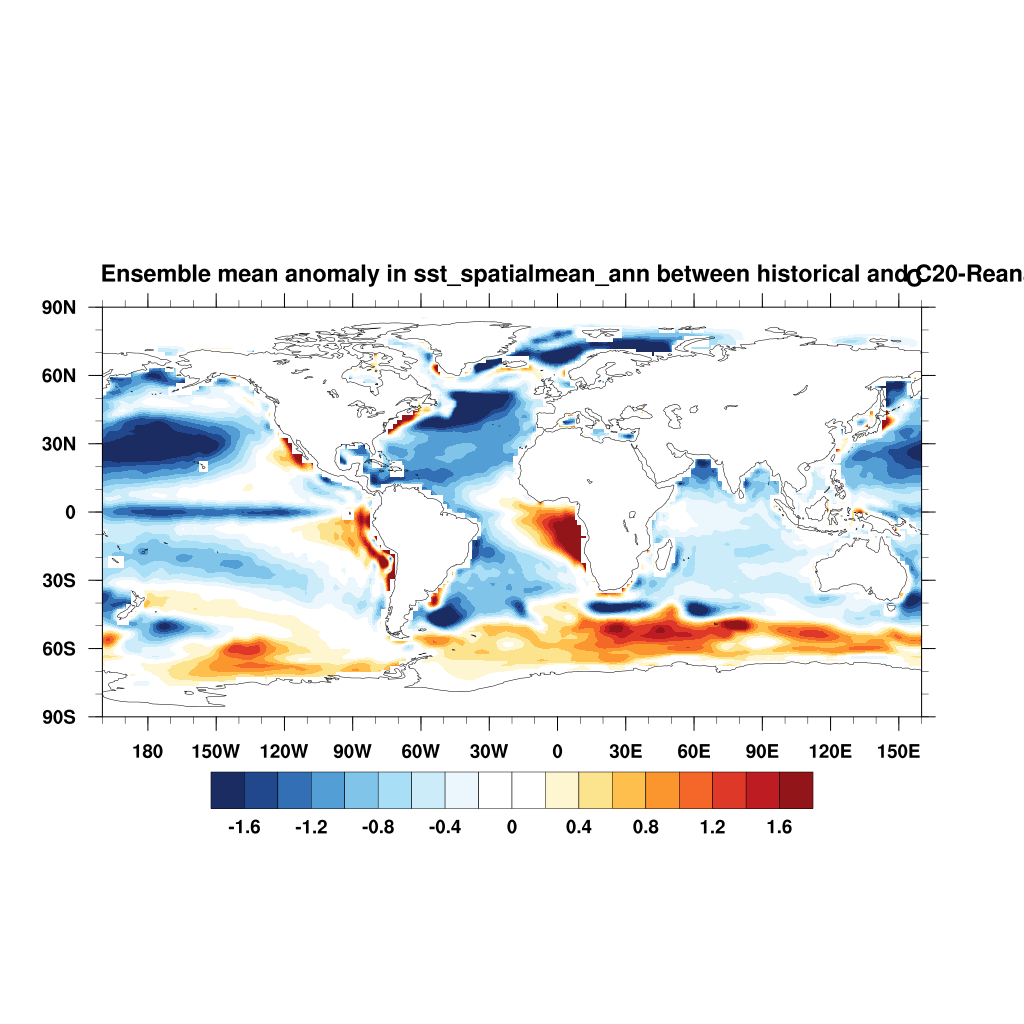 Ensemble mean anomaly in sst_spatialmean_ann between historical and C20-Rean
C
90N
60N
30N
0
30S
60S
90S
180 150W 120W 90W 60W 30W 0 30E 60E 90E 120E 150E
-1.6 -1.2 -0.8 -0.4 0 0.4 0.8 1.2 1.6